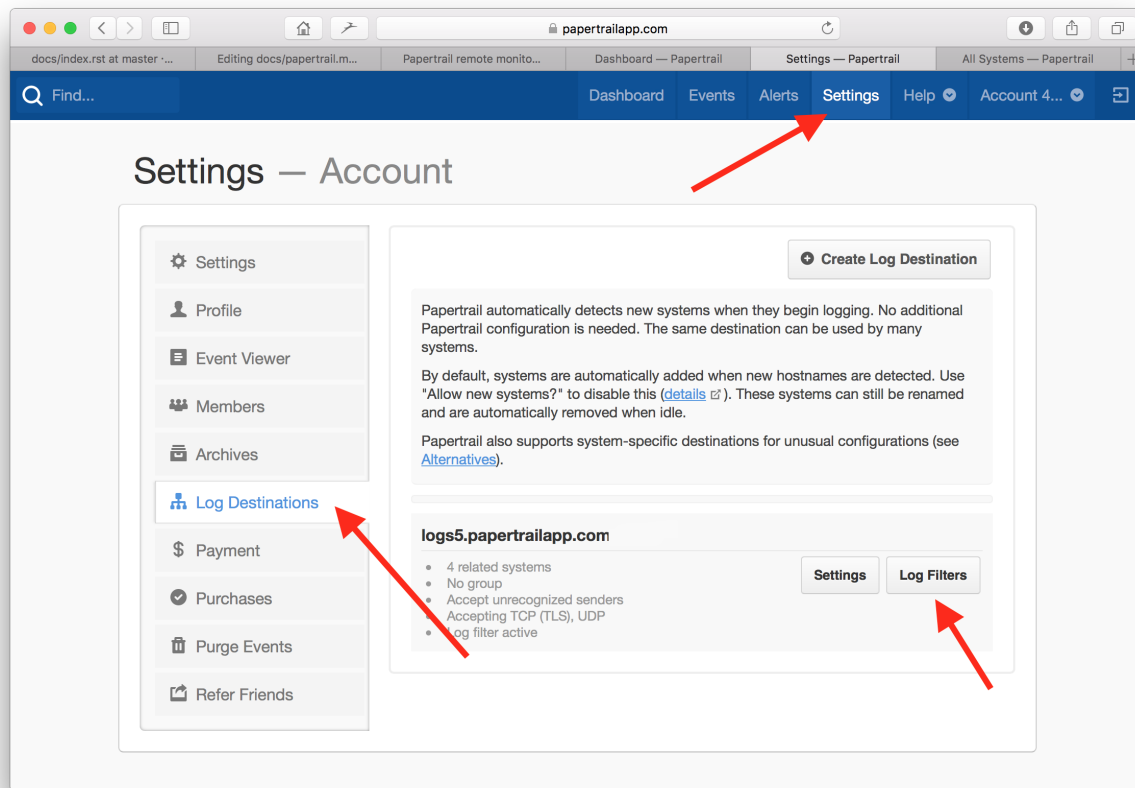 papertrailapp.com
docs/index.rst at master ·...
Editing docs/papertrail.m...
Papertrail remote monito...
Dashboard — Papertrail
Settings — Papertrail
All Systems — Papertrail
Find...
Dashboard
Events
Alerts
Settings
Help
Account 4...
Settings — Account
Settings
Profile
Event Viewer
Members
Archives
Log Destinations
Payment
Purchases
Purge Events
Refer Friends
Create Log Destination
Papertrail automatically detects new systems when they begin logging. No additional
Papertrail configuration is needed. The same destination can be used by many
systems.
By default, systems are automatically added when new hostnames are detected. Use
"Allow new systems?" to disable this (details). These systems can still be renamed
and are automatically removed when idle.
Papertrail also supports system-specific destinations for unusual configurations (see
Alternatives).
logs5.papertrailapp.com
4 related systems
No group
Accept unrecognized senders
Accepting TCP (TLS), UDP
Log filter active
Settings
Log Filters